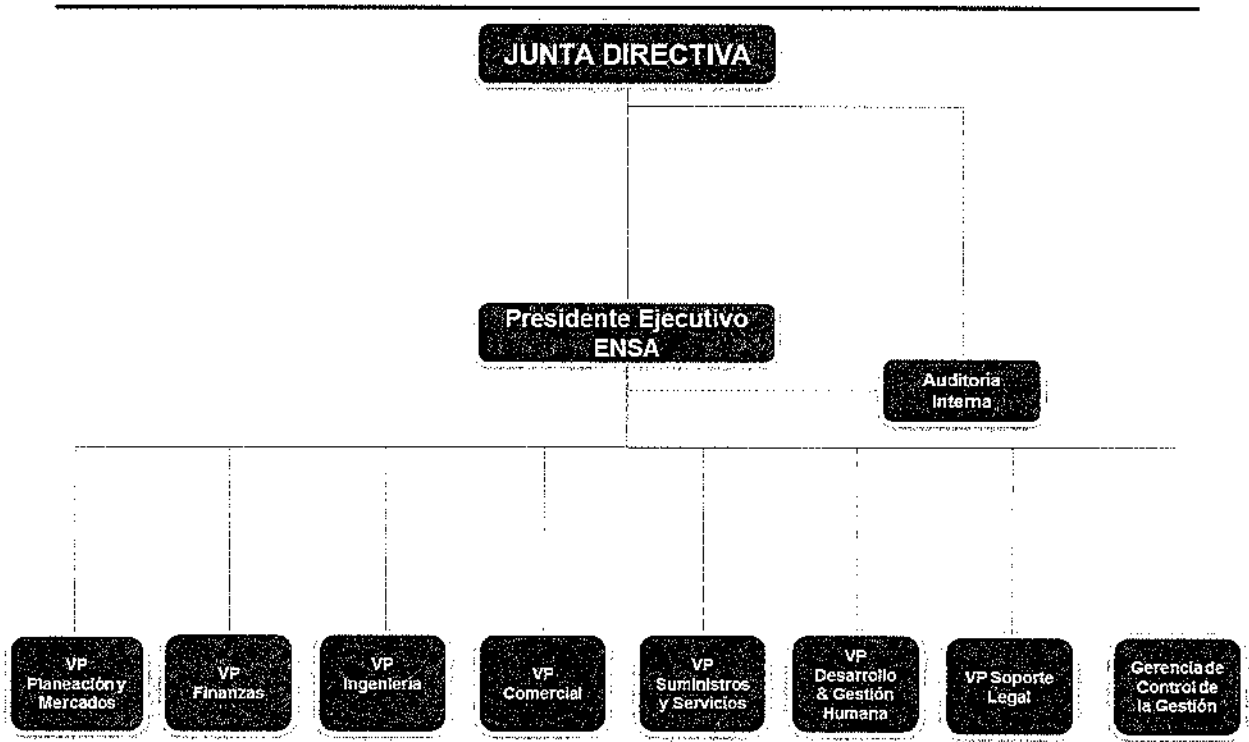 JUNTA DIRECTIVA
Presidente Ejecutivo
ENSA
Auditoria
Interna
VP
Planeación y
Mercados
VP
Finanzas
VP
Ingeniería
VP
Comercial
VP
Suministros
y Servicios
VP
Desarrollo
& Gestión
Humana
VP Soporte
Legal
Gerencia de
Control de
la Gestión